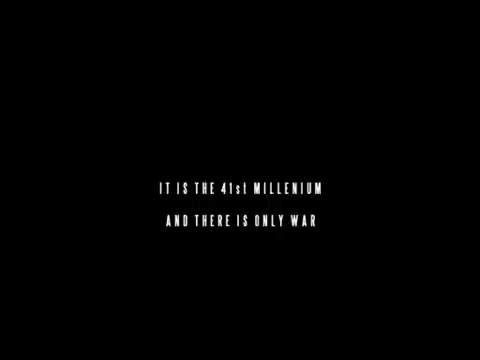 IT IS THE 41st MILLENIUM
AND THERE IS ONLY WAR